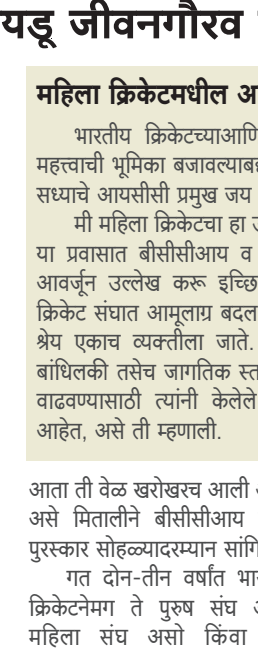 यडू जीवनगौरव
महिला क्रिकेटमधील अ
भारतीय क्रिकेटच्याआणि
महत्त्वाची भूमिका बजावल्याबद्
सध्याचे आयसीसी प्रमुख जय
मी महिला क्रिकेटचा हा उ
या प्रवासात बीसीसीआय व
आवर्जून उल्लेख करू इच्छि
क्रिकेट संघात आमूलाग्र बदल
श्रेय एकाच व्यक्तीला जाते.
बांधिलकी तसेच जागतिक स्त
वाढवण्यासाठी त्यांनी केलेले
आहेत, असे ती म्हणाली.
आता ती वेळ खरोखरच आली
असे मितालीने बीसीसीआय
पुरस्कार सोहळ्यादरम्यान सांगि
गत दोन-तीन वर्षांत भा
क्रिकेटनेमग ते पुरुष संघ अ
महिला संघ असो किंवा